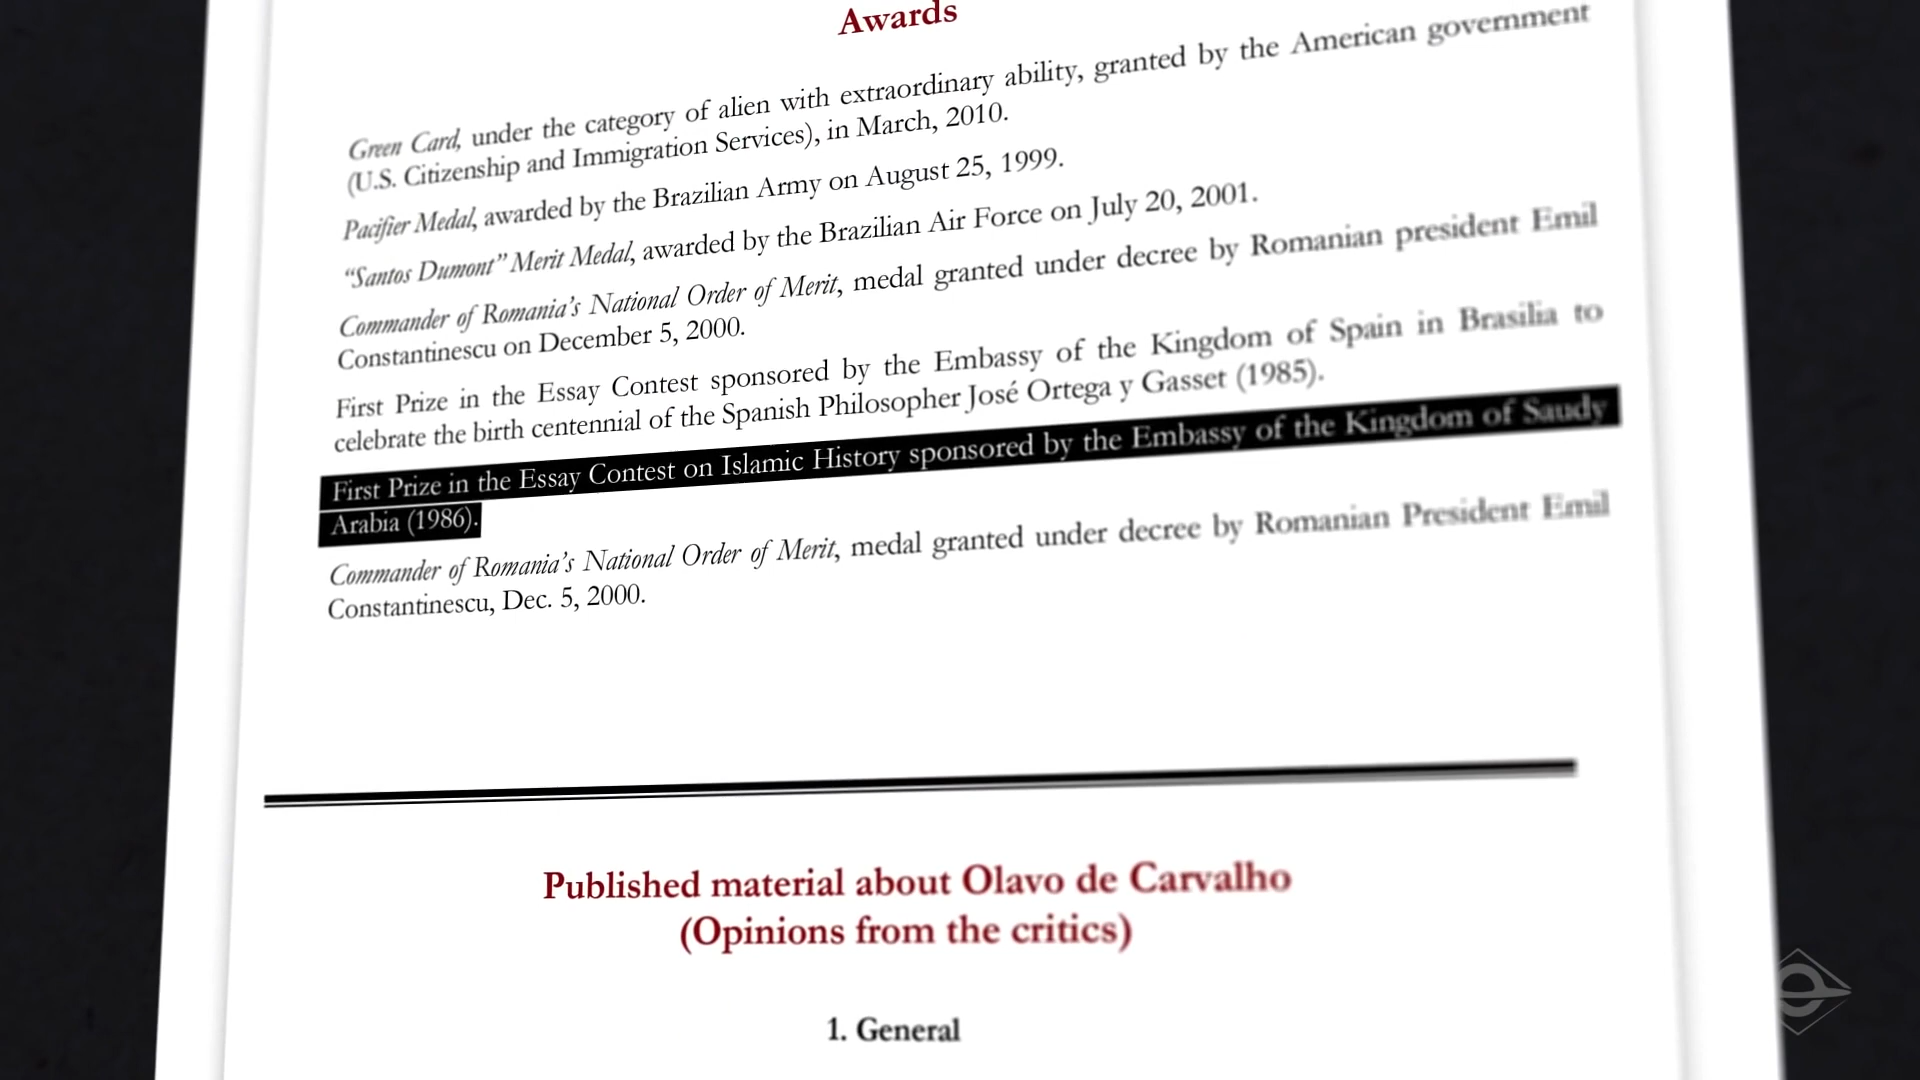 Awards
Green Card, under the category of alien with extraordinary ability, granted by the American government
(U.S. Citizenship and Immigration Services), in March, 2010.
Pacifier Medal, awarded by the Brazilian Army on August 25, 1999.
“Santos Dumont” Merit Medal, awarded by the Brazilian Air Force on July 20, 2001.
Commander of Romania’s National Order of Merit, medal granted under decree by Romanian president Emil
Constantinescu on December 5, 2000.
First Prize in the Essay Contest sponsored by the Embassy of the Kingdom of Spain in Brasilia to
celebrate the birth centennial of the Spanish Philosopher José Ortega y Gasset (1985).
First Prize in the Essay Contest on Islamic History sponsored by the Embassy of the Kingdom of Saudy
Arabia (1986).
Commander of Romania’s National Order of Merit, medal granted under decree by Romanian President Emil
Constantinescu, Dec. 5, 2000.
Published material about Olavo de Carvalho
(Opinions from the critics)
1. General